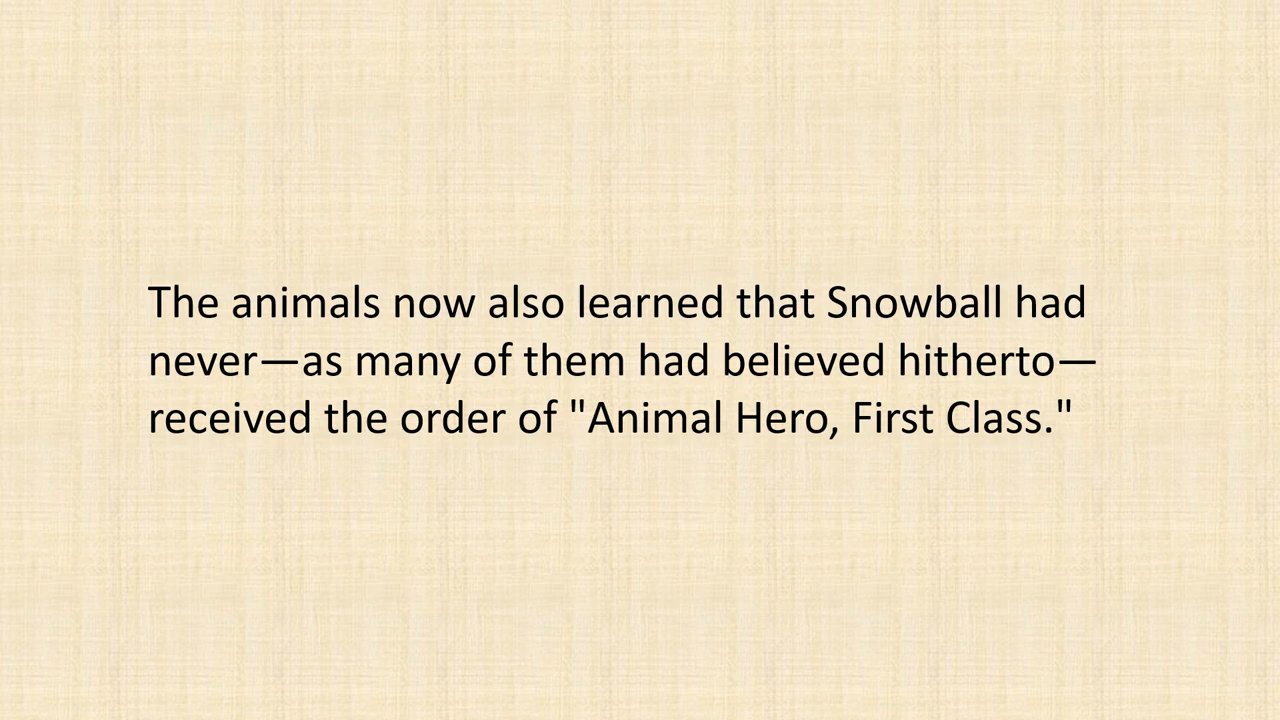 The animals now also learned that Snowball had
never—as many of them had believed hitherto—
received the order of "Animal Hero, First Class."